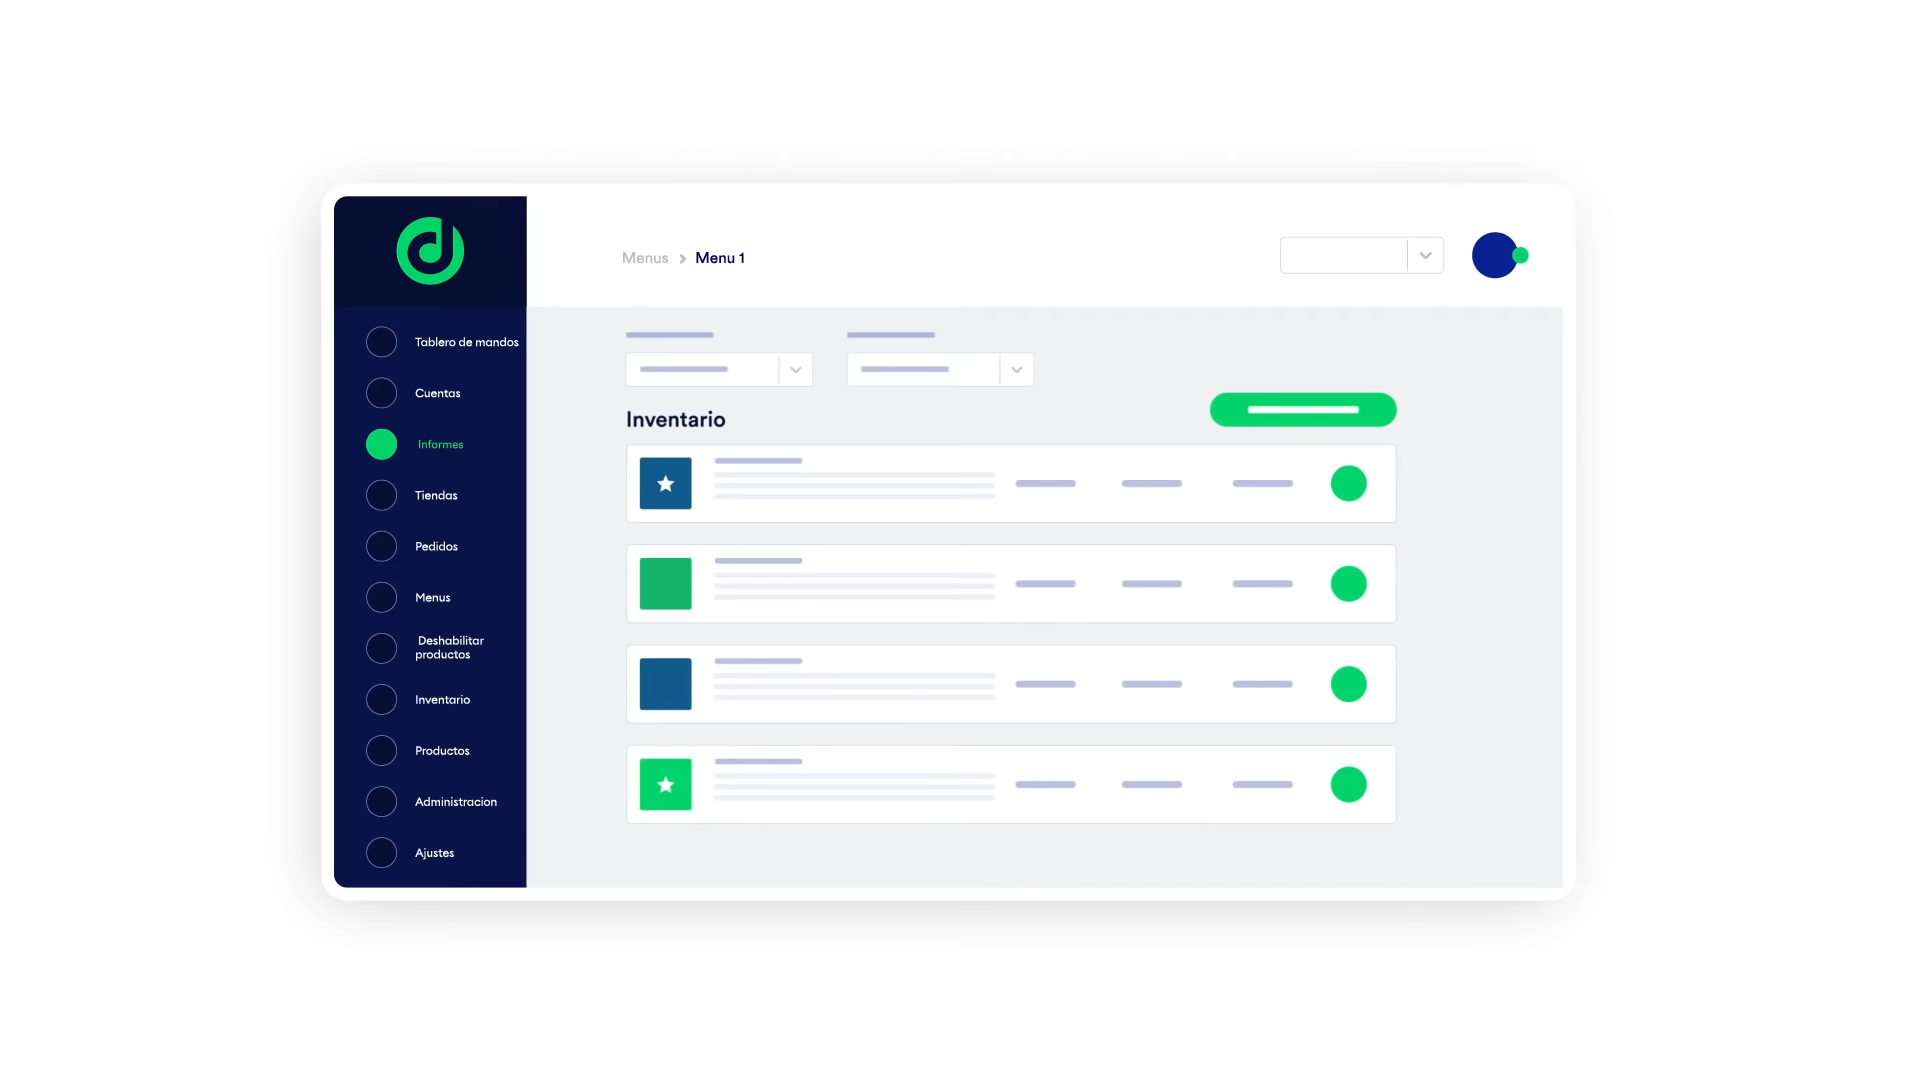 Menus > Menu 1
Tablero de mandos
Cuentas
Informes
Tiendas
Pedidos
Menus
Deshabilitar
productos
Inventario
Productos
Administracion
Ajustes
Inventario